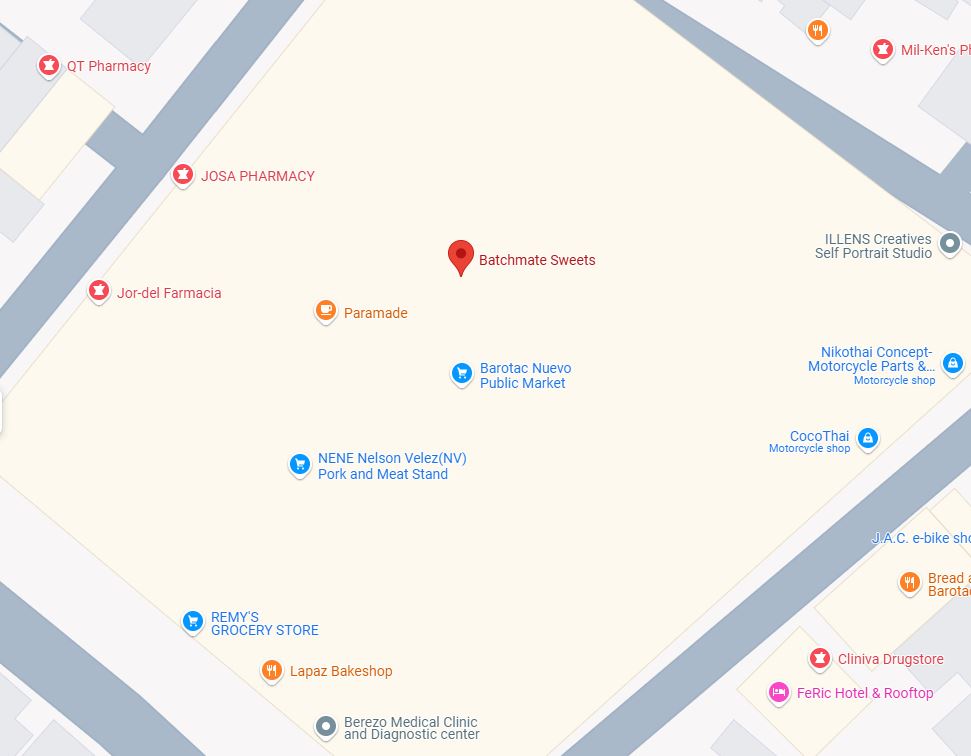 QT Pharmacy
Mil-Ken's Ph
JOSA PHARMACY
ILLENS Creatives
Self Portrait Studio
Batchmate Sweets
Jor-del Farmacia
Paramade
Nikothai Concept-
Motorcycle Parts &...
Motorcycle shop
Barotac Nuevo
Public Market
CocoThai
Motorcycle shop
NENE Nelson Velez(NV)
Pork and Meat Stand
J.A.C. e-bike sho
Bread a
Barota
REMY'S
GROCERY STORE
Cliniva Drugstore
Lapaz Bakeshop
FeRic Hotel & Rooftop
Berezo Medical Clinic
and Diagnostic center